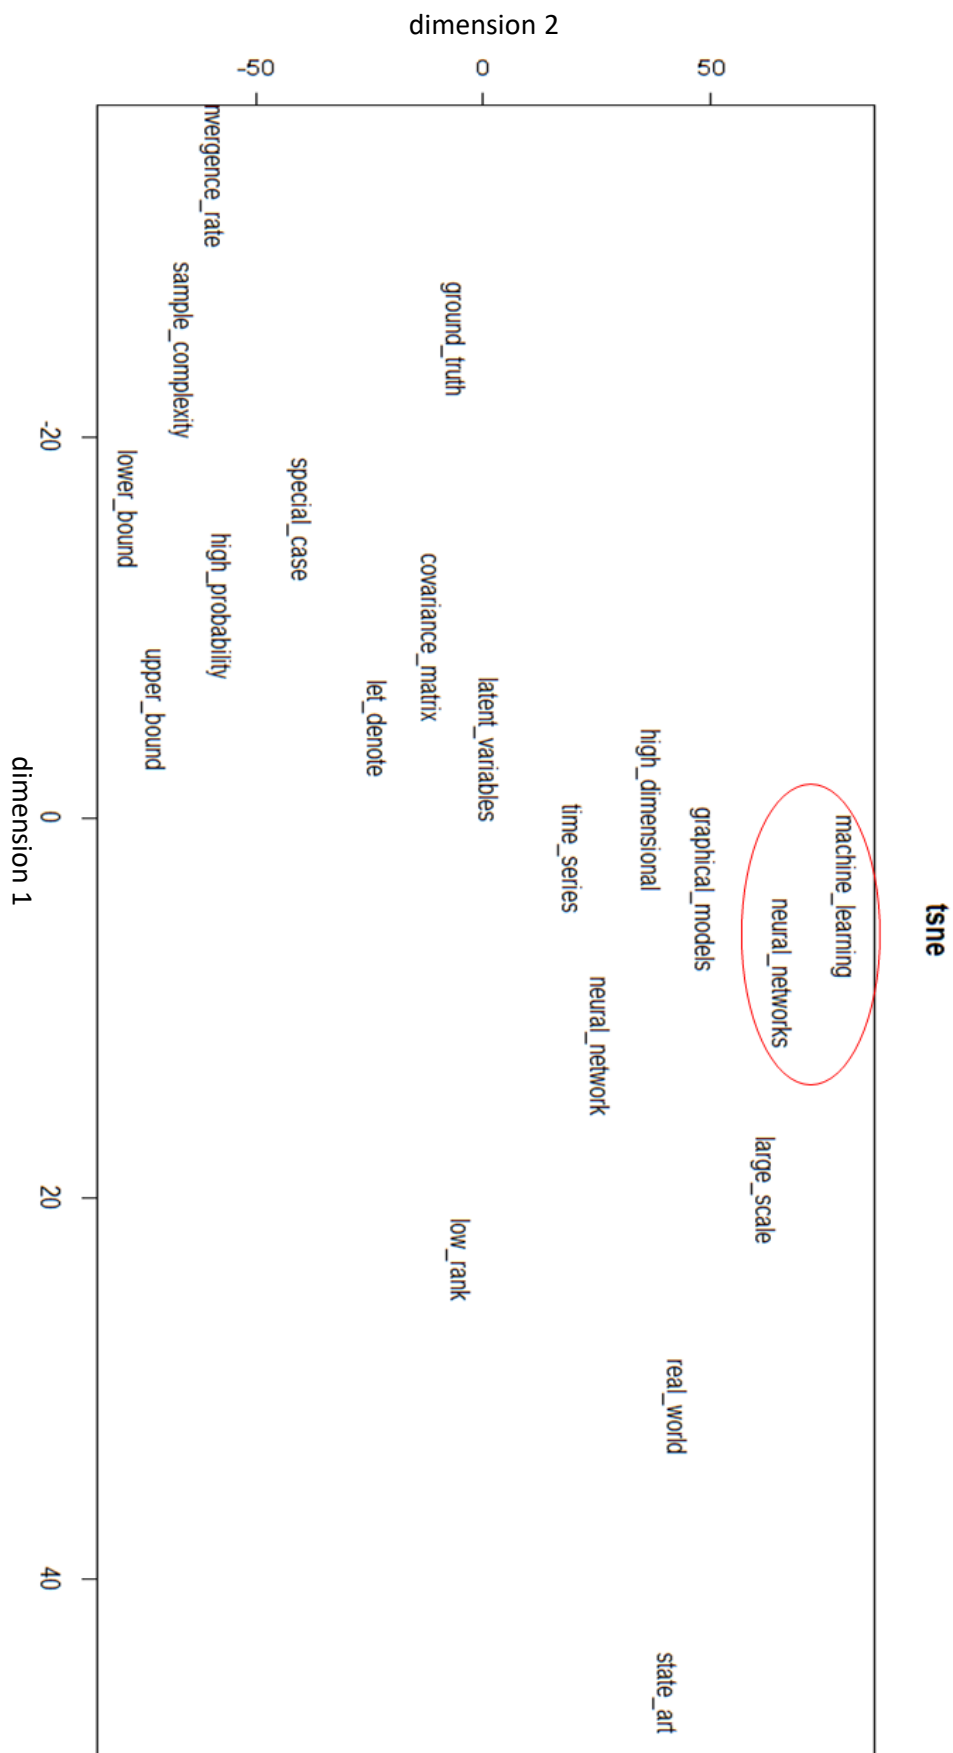 tsne
dimension 2
-50
0
50
machine_learning
neural_networks
large_scale
graphical_models
real_world
state_art
high_dimensional
neural_network
time_series
latent_variables
ground_truth
low_rank
covariance_matrix
let_denote
special_case
nvergence_rate
high_probability
sample_complexity
upper_bound
lower_bound
-20
0
20
40
dimension 1